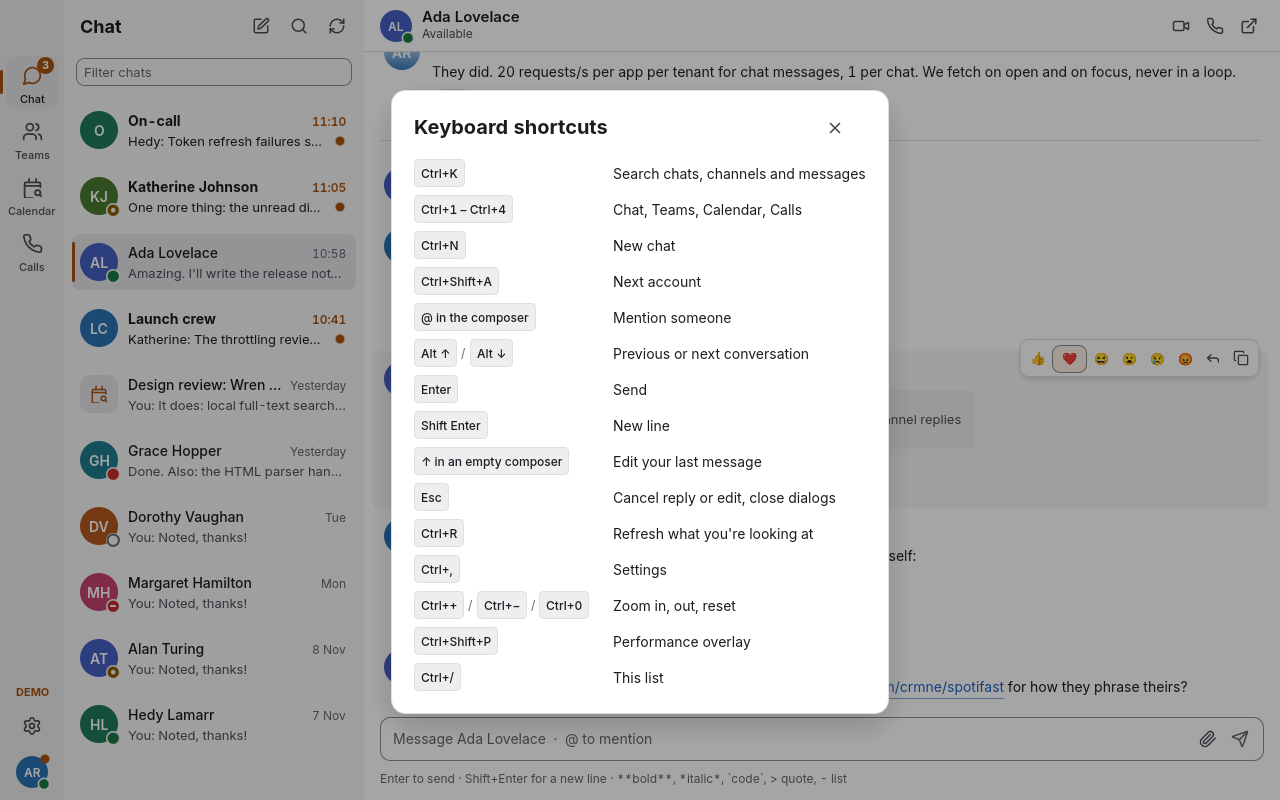 3
Chat
Teams
Calendar
Calls
DEMO
AR
Chat
Filter chats
O
On-call
11:10
Hedy: Token refresh failures s...
KJ
Katherine Johnson
11:05
One more thing: the unread di...
AL
Ada Lovelace
10:58
Amazing. I'll write the release not...
LC
Launch crew
10:41
Katherine: The throttling revie...
Design review: Wren ...
Yesterday
You: It does: local full-text search...
GH
Grace Hopper
Yesterday
Done. Also: the HTML parser han...
DV
Dorothy Vaughan
Tue
You: Noted, thanks!
MH
Margaret Hamilton
Mon
You: Noted, thanks!
AT
Alan Turing
8 Nov
You: Noted, thanks!
HL
Hedy Lamarr
7 Nov
You: Noted, thanks!
AL
Ada Lovelace
Available
AR
They did. 20 requests/s per app per tenant for chat messages, 1 per chat. We fetch on open and on focus, never in a loop.
Keyboard shortcuts
Ctrl+K Search chats, channels and messages
Ctrl+1 – Ctrl+4 Chat, Teams, Calendar, Calls
Ctrl+N New chat
Ctrl+Shift+A Next account
@ in the composer Mention someone
Alt ↑ / Alt ↓ Previous or next conversation
Enter Send
Shift Enter New line
↑ in an empty composer Edit your last message
Esc Cancel reply or edit, close dialogs
Ctrl+R Refresh what you're looking at
Ctrl+, Settings
Ctrl++ / Ctrl+− / Ctrl+0 Zoom in, out, reset
Ctrl+Shift+P Performance overlay
Ctrl+/ This list
replies
/crmne/spotifast for how they phrase theirs?
Message Ada Lovelace · @ to mention
Enter to send · Shift+Enter for a new line · **bold**, *italic*, `code`, > quote, - list